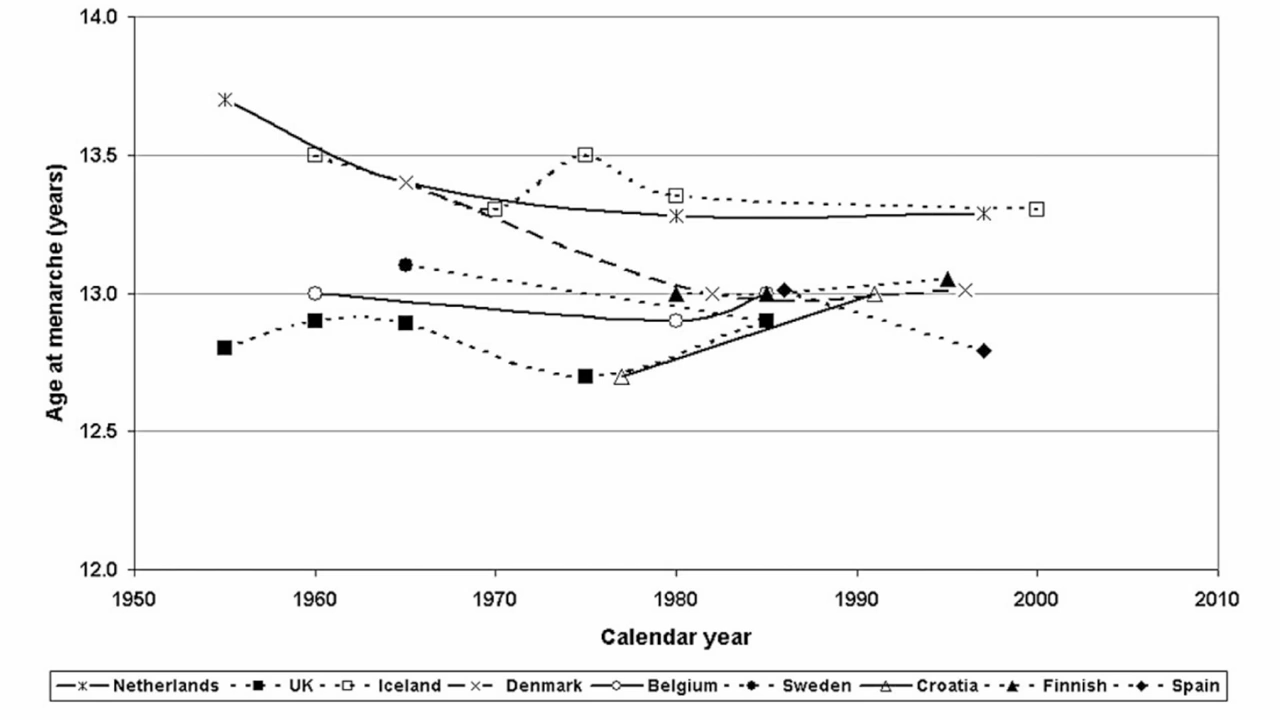 14.0
13.5
13.0
12.5
12.0
Age at menarche (years)
1950 1960 1970 1980 1990 2000 2010
Calendar year
Netherlands UK Iceland Denmark Belgium Sweden Croatia Finnish Spain